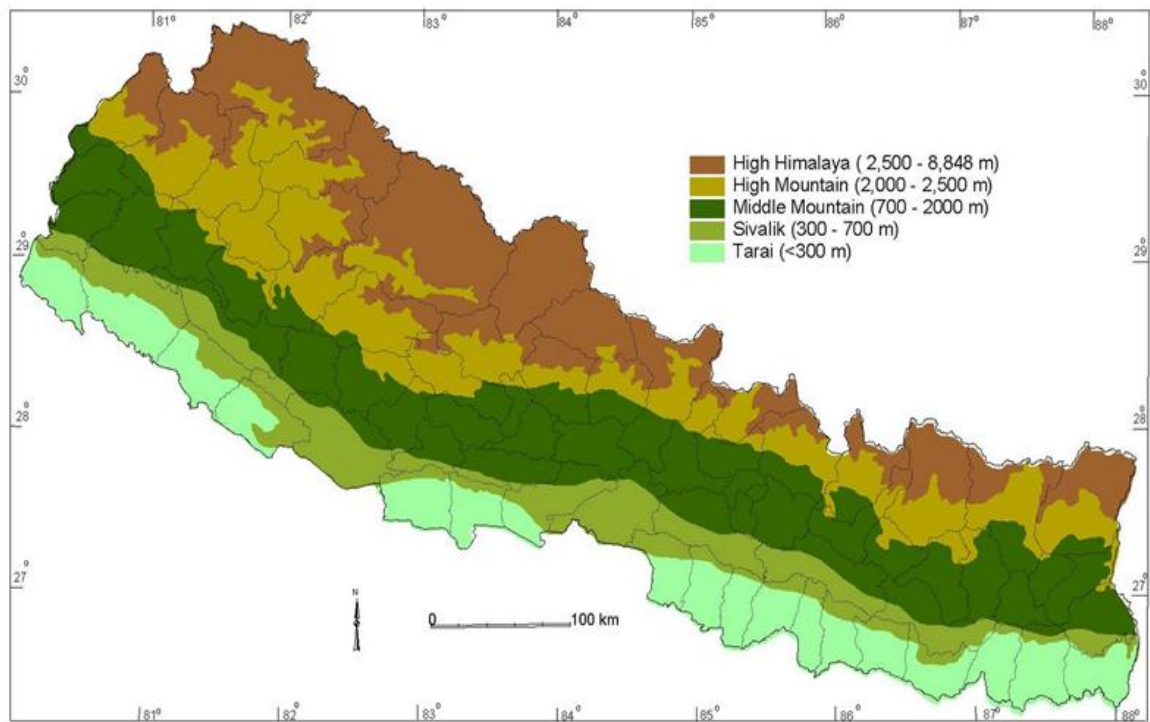 81° 82° 83° 84° 85° 86° 87° 88°
30° 30°
High Himalaya ( 2,500 - 8,848 m)
High Mountain (2,000 - 2,500 m)
Middle Mountain (700 - 2000 m)
Sivalik (300 - 700 m)
Tarai (<300 m)
29° 29°
28° 28°
27° 27°
N
0 100 km
81° 82° 83° 84° 85° 86° 87° 88°